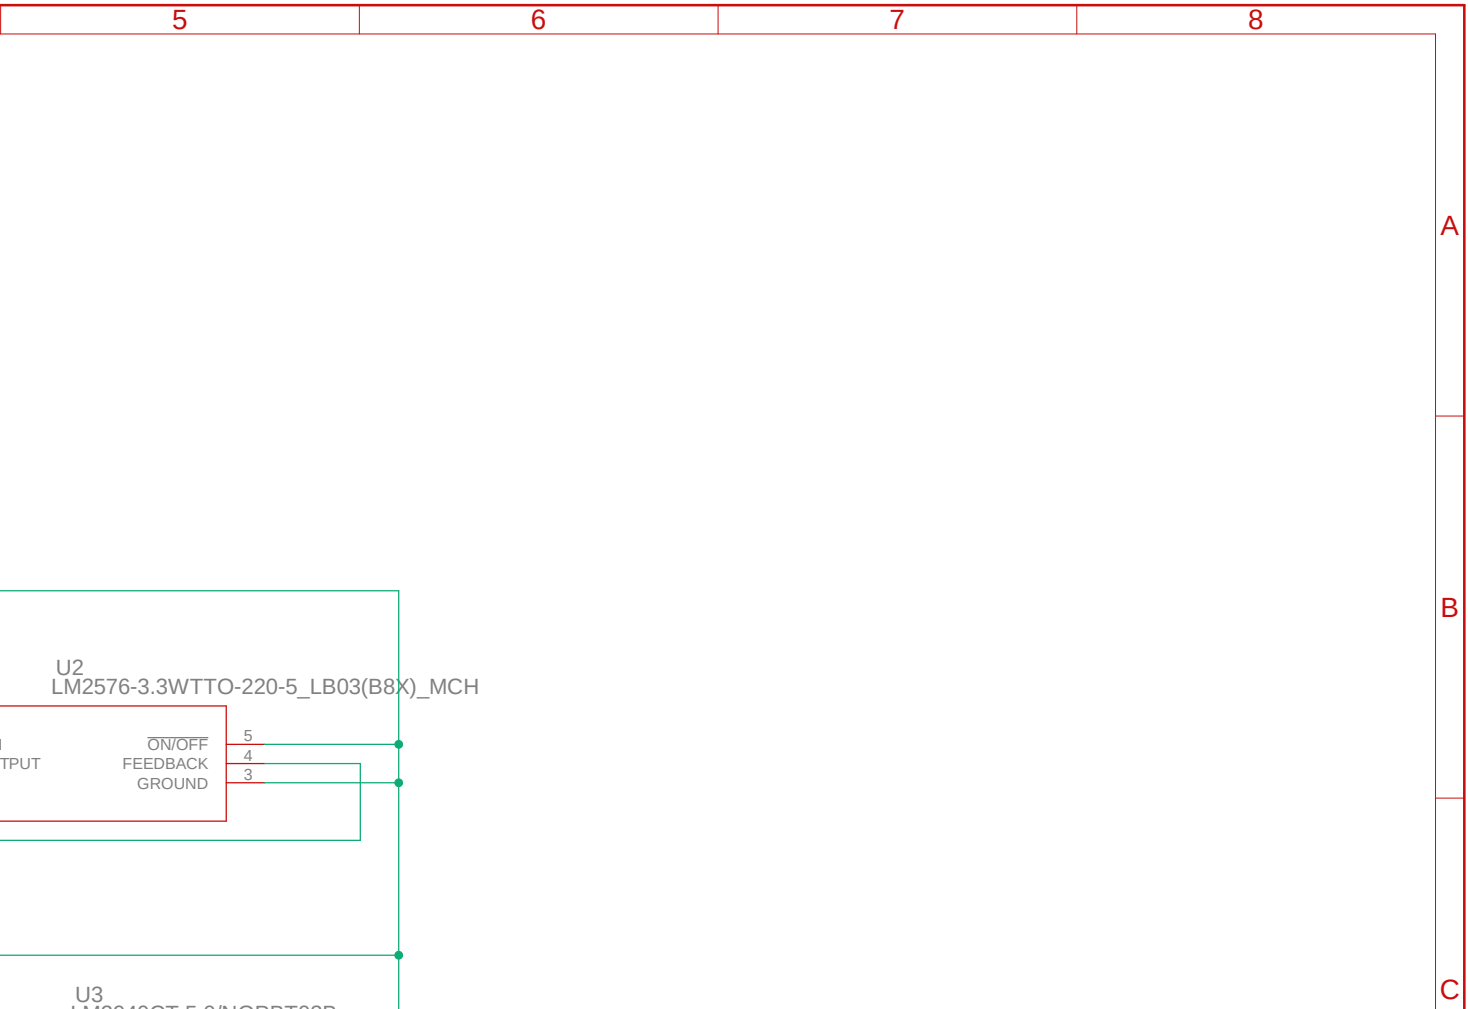 5 6 7 8
A
B
U2
LM2576-3.3WTTO-220-5_LB03(B8X)_MCH
5
ON/OFF
4
TPUT FEEDBACK
3
GROUND
U3
C